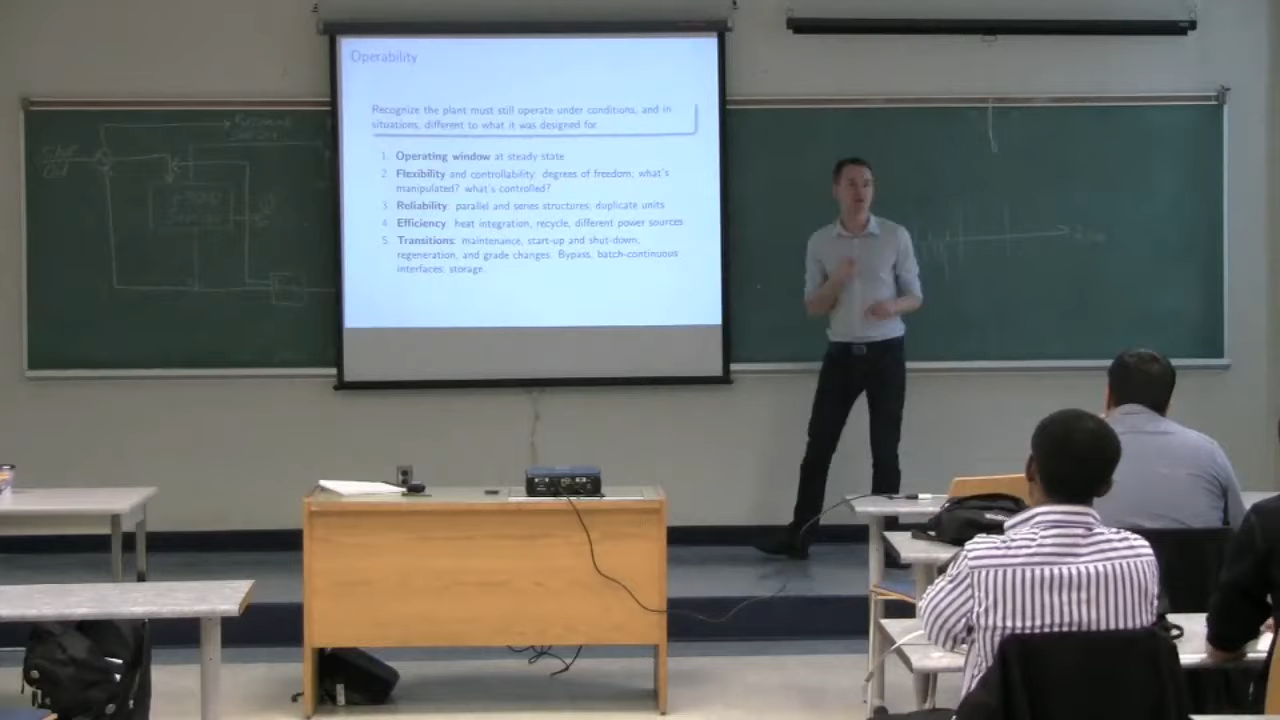 Operability
Recognize the plant must still operate under conditions, and in
situations, different to what it was designed for.
1. Operating window at steady state
2. Flexibility and controllability: degrees of freedom; what's
manipulated? what's controlled?
3. Reliability: parallel and series structures; duplicate units
4. Efficiency: heat integration, recycle, different power sources
5. Transitions: maintenance, start-up and shut-down,
regeneration, and grade changes. Bypass, batch-continuous
interfaces; storage.